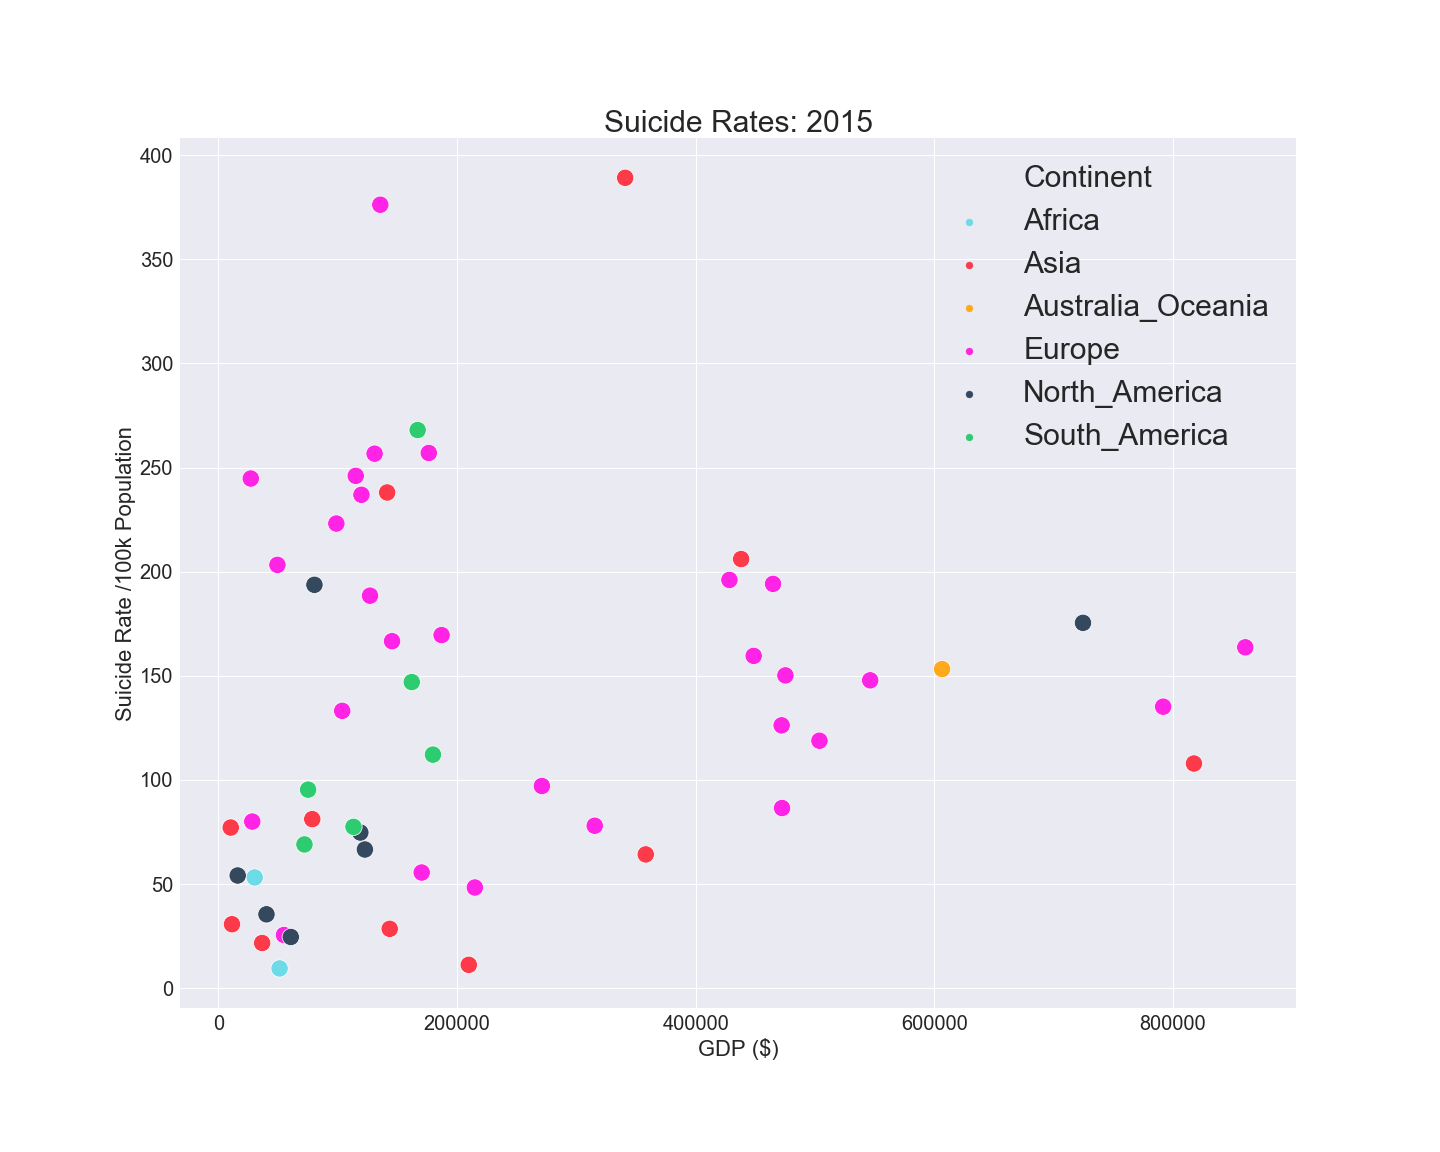 Suicide Rates: 2015
Suicide Rate /100k Population
400
350
300
250
200
150
100
50
0
Continent
Africa
Asia
Australia_Oceania
Europe
North_America
South_America
0 200000 400000 600000 800000
GDP ($)